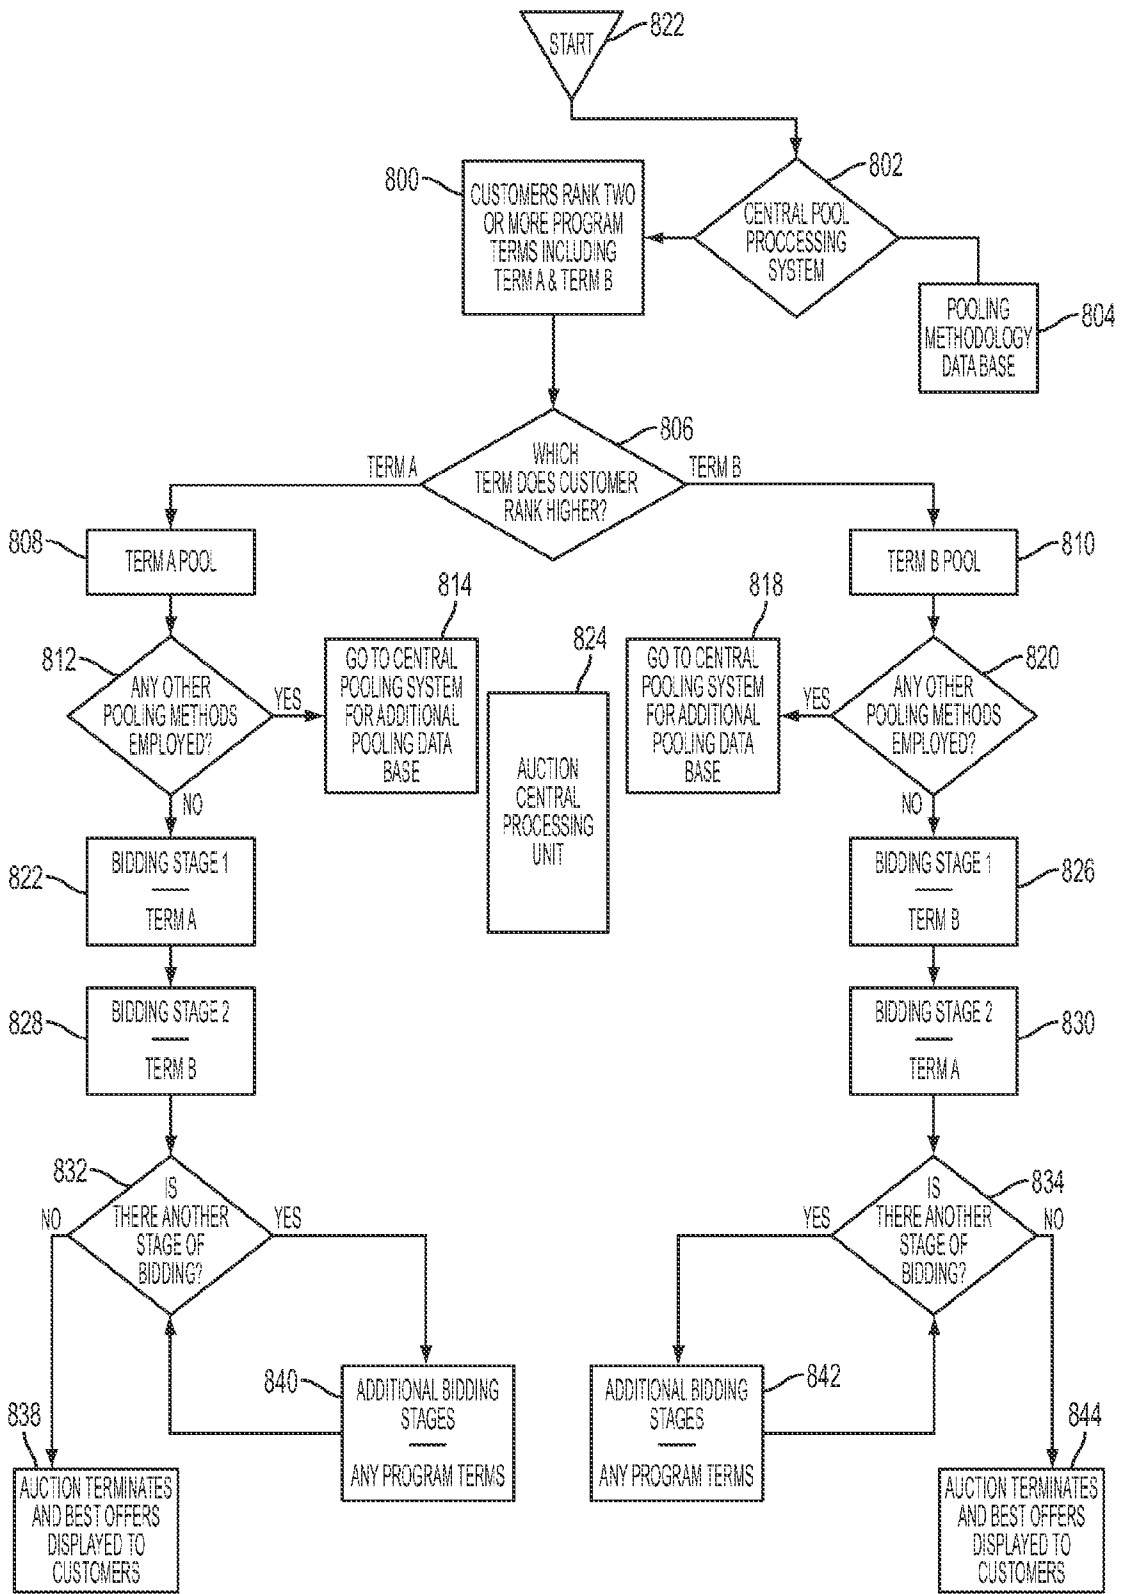 START
822
800
CUSTOMERS RANK TWO
OR MORE PROGRAM
TERMS INCLUDING
TERM A & TERM B
802
CENTRAL POOL
PROCCESSING
SYSTEM
804
POOLING
METHODOLOGY
DATA BASE
806
WHICH
TERM DOES CUSTOMER
RANK HIGHER?
TERM A
TERM B
808
TERM A POOL
810
TERM B POOL
812
ANY OTHER
POOLING METHODS
EMPLOYED?
YES
NO
814
GO TO CENTRAL
POOLING SYSTEM
FOR ADDITIONAL
POOLING DATA
BASE
824
AUCTION
CENTRAL
PROCESSING
UNIT
818
GO TO CENTRAL
POOLING SYSTEM
FOR ADDITIONAL
POOLING DATA
BASE
820
ANY OTHER
POOLING METHODS
EMPLOYED?
YES
NO
822
BIDDING STAGE 1
TERM A
826
BIDDING STAGE 1
TERM B
828
BIDDING STAGE 2
TERM B
830
BIDDING STAGE 2
TERM A
832
IS
THERE ANOTHER
STAGE OF
BIDDING?
NO
YES
834
IS
THERE ANOTHER
STAGE OF
BIDDING?
YES
NO
840
ADDITIONAL BIDDING
STAGES
ANY PROGRAM TERMS
842
ADDITIONAL BIDDING
STAGES
ANY PROGRAM TERMS
838
AUCTION TERMINATES
AND BEST OFFERS
DISPLAYED TO
CUSTOMERS
844
AUCTION TERMINATES
AND BEST OFFERS
DISPLAYED TO
CUSTOMERS